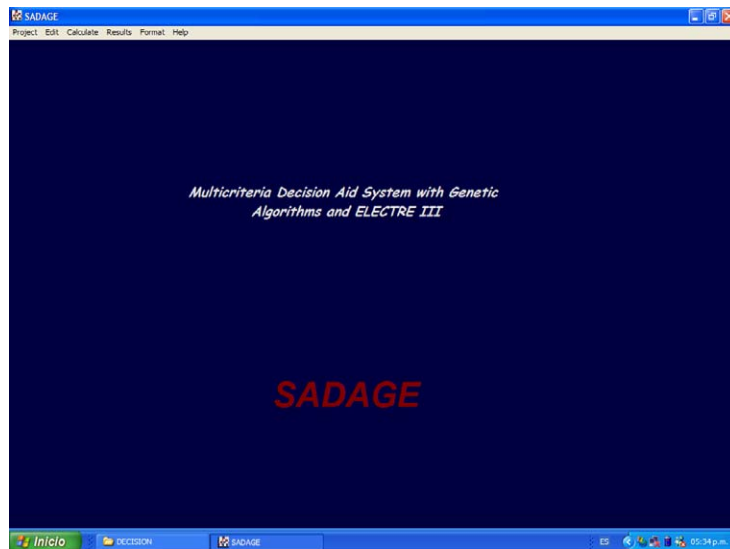 SADAGE
Project Edit Calculate Results Format Help
Multicriteria Decision Aid System with Genetic
Algorithms and ELECTRE III
SADAGE
Inicio DECISION SADAGE ES 05:34 p.m.